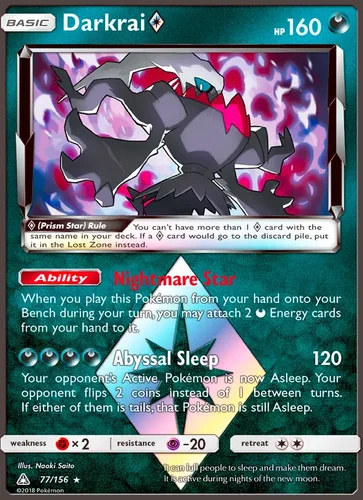 BASIC Darkrai HP 160
(Prism Star) Rule You can't have more than 1 ◇ card with the
same name in your deck. If a ◇ card would go to the discard pile, put
it in the Lost Zone instead.
Ability Nightmare Star
When you play this Pokémon from your hand onto your
Bench during your turn, you may attach 2 Energy cards
from your hand to it.
Abyssal Sleep 120
Your opponent's Active Pokémon is now Asleep. Your
opponent flips 2 coins instead of 1 between turns.
If either of them is tails, that Pokémon is still Asleep.
weakness ×2 resistance -20 retreat
Illus. Naoki Saito
77/156 ★
©2018 Pokémon
It can lull people to sleep and make them dream.
It is active during nights of the new moon.